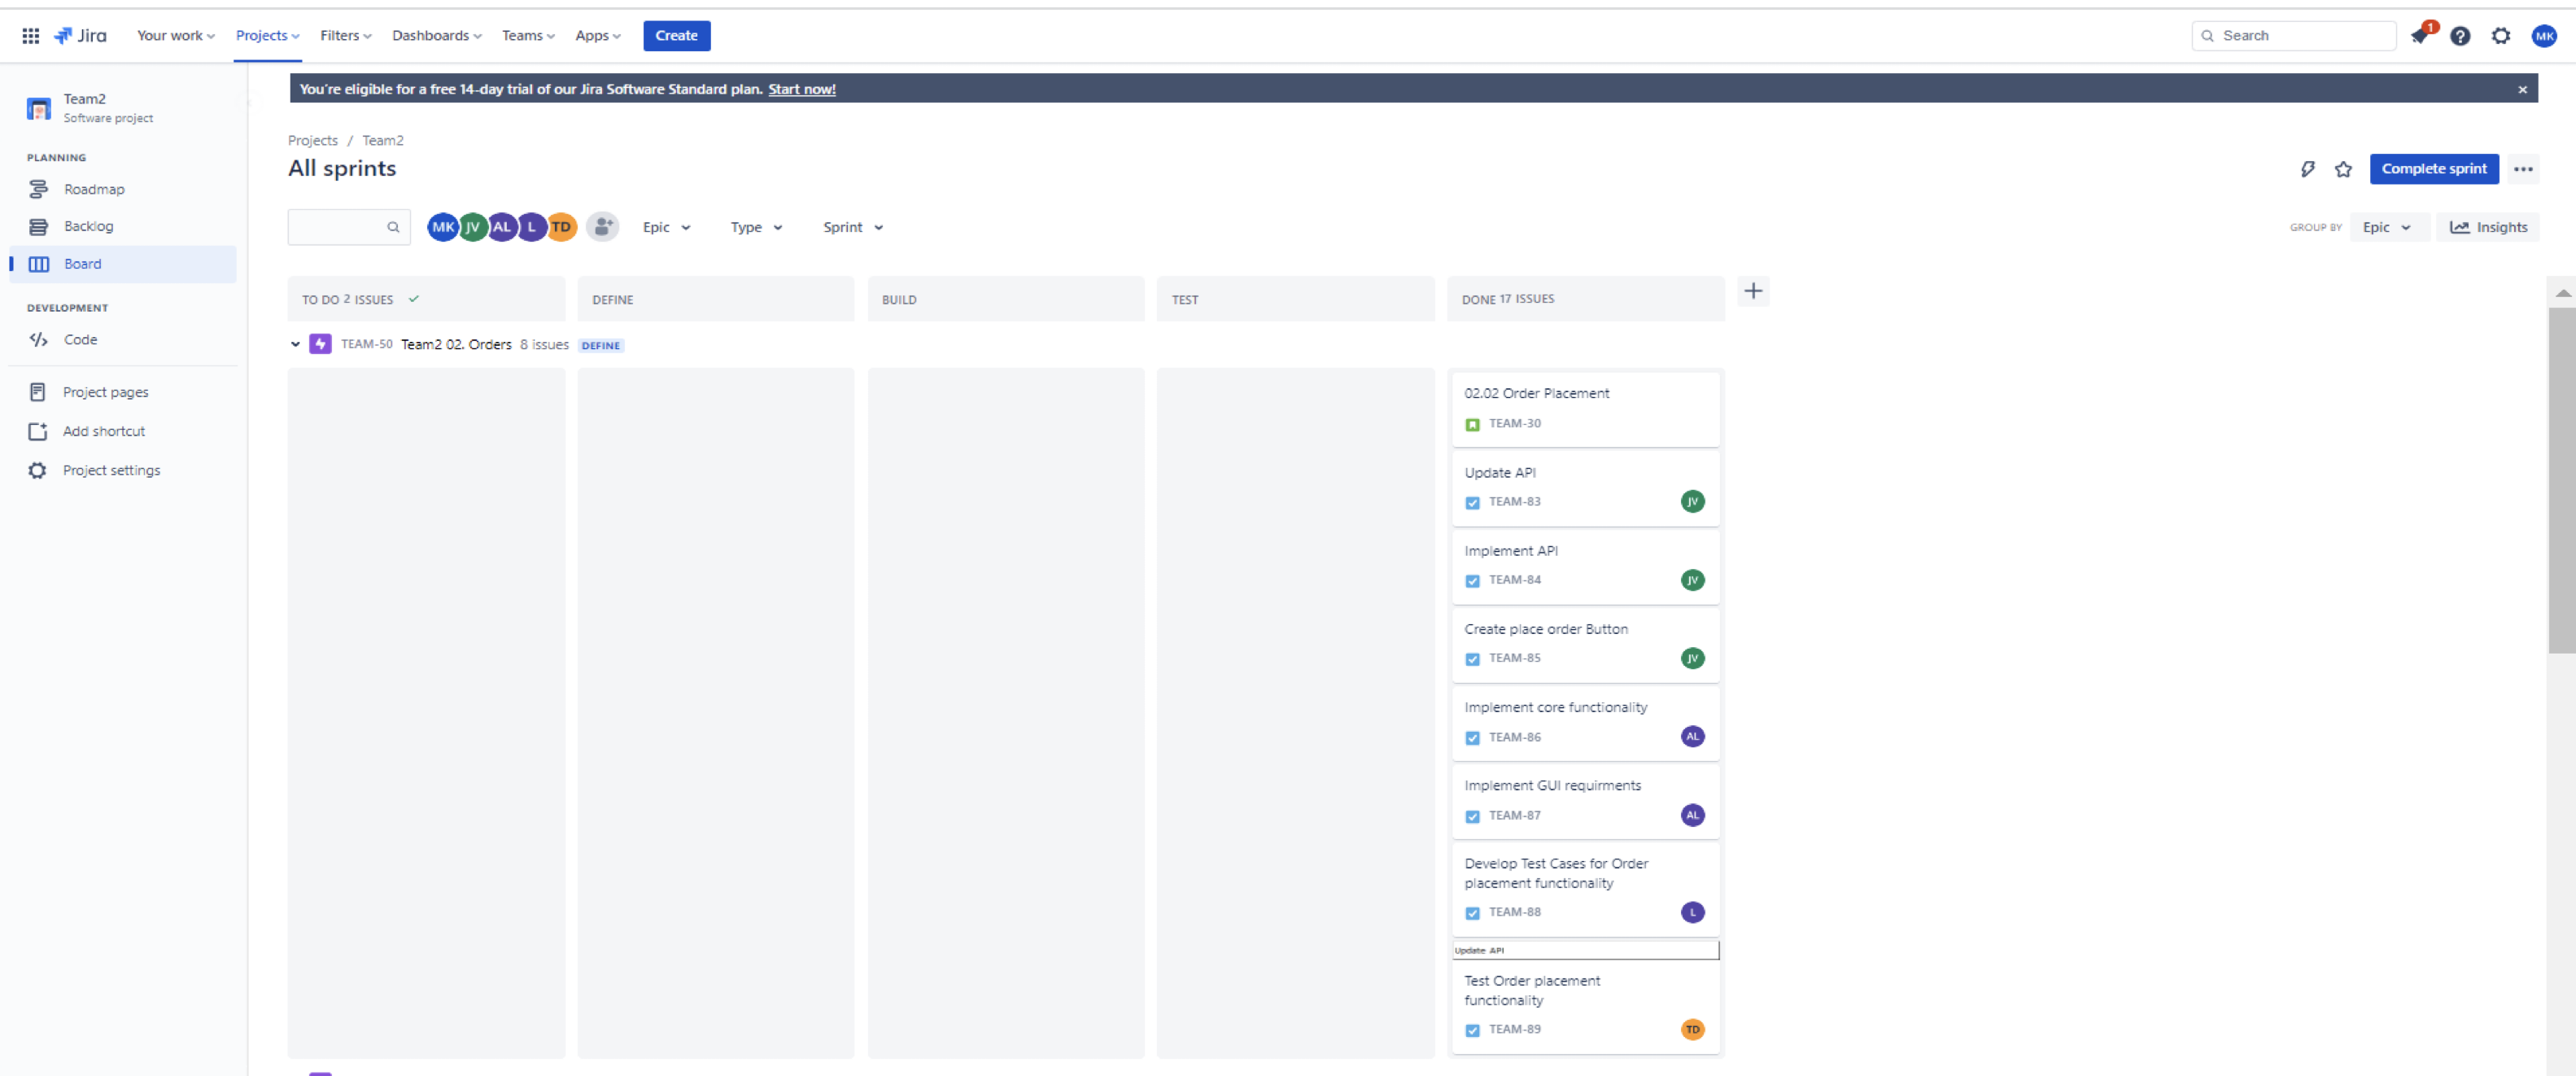 Jira Your work Projects Filters Dashboards Teams Apps Create Search 1 MK
Team2
Software project
PLANNING
Roadmap
Backlog
Board
DEVELOPMENT
Code
Project pages
Add shortcut
Project settings
You're eligible for a free 14-day trial of our Jira Software Standard plan. Start now!
Projects / Team2
All sprints
Complete sprint
MK JV AL L TD Epic Type Sprint GROUP BY Epic Insights
TO DO 2 ISSUES DEFINE BUILD TEST DONE 17 ISSUES
TEAM-50 Team2 02. Orders 8 issues DEFINE
02.02 Order Placement
TEAM-30
Update API
TEAM-83 JV
Implement API
TEAM-84 JV
Create place order Button
TEAM-85 JV
Implement core functionality
TEAM-86 AL
Implement GUI requirments
TEAM-87 AL
Develop Test Cases for Order
placement functionality
TEAM-88 L
Update API
Test Order placement
functionality
TEAM-89 TD